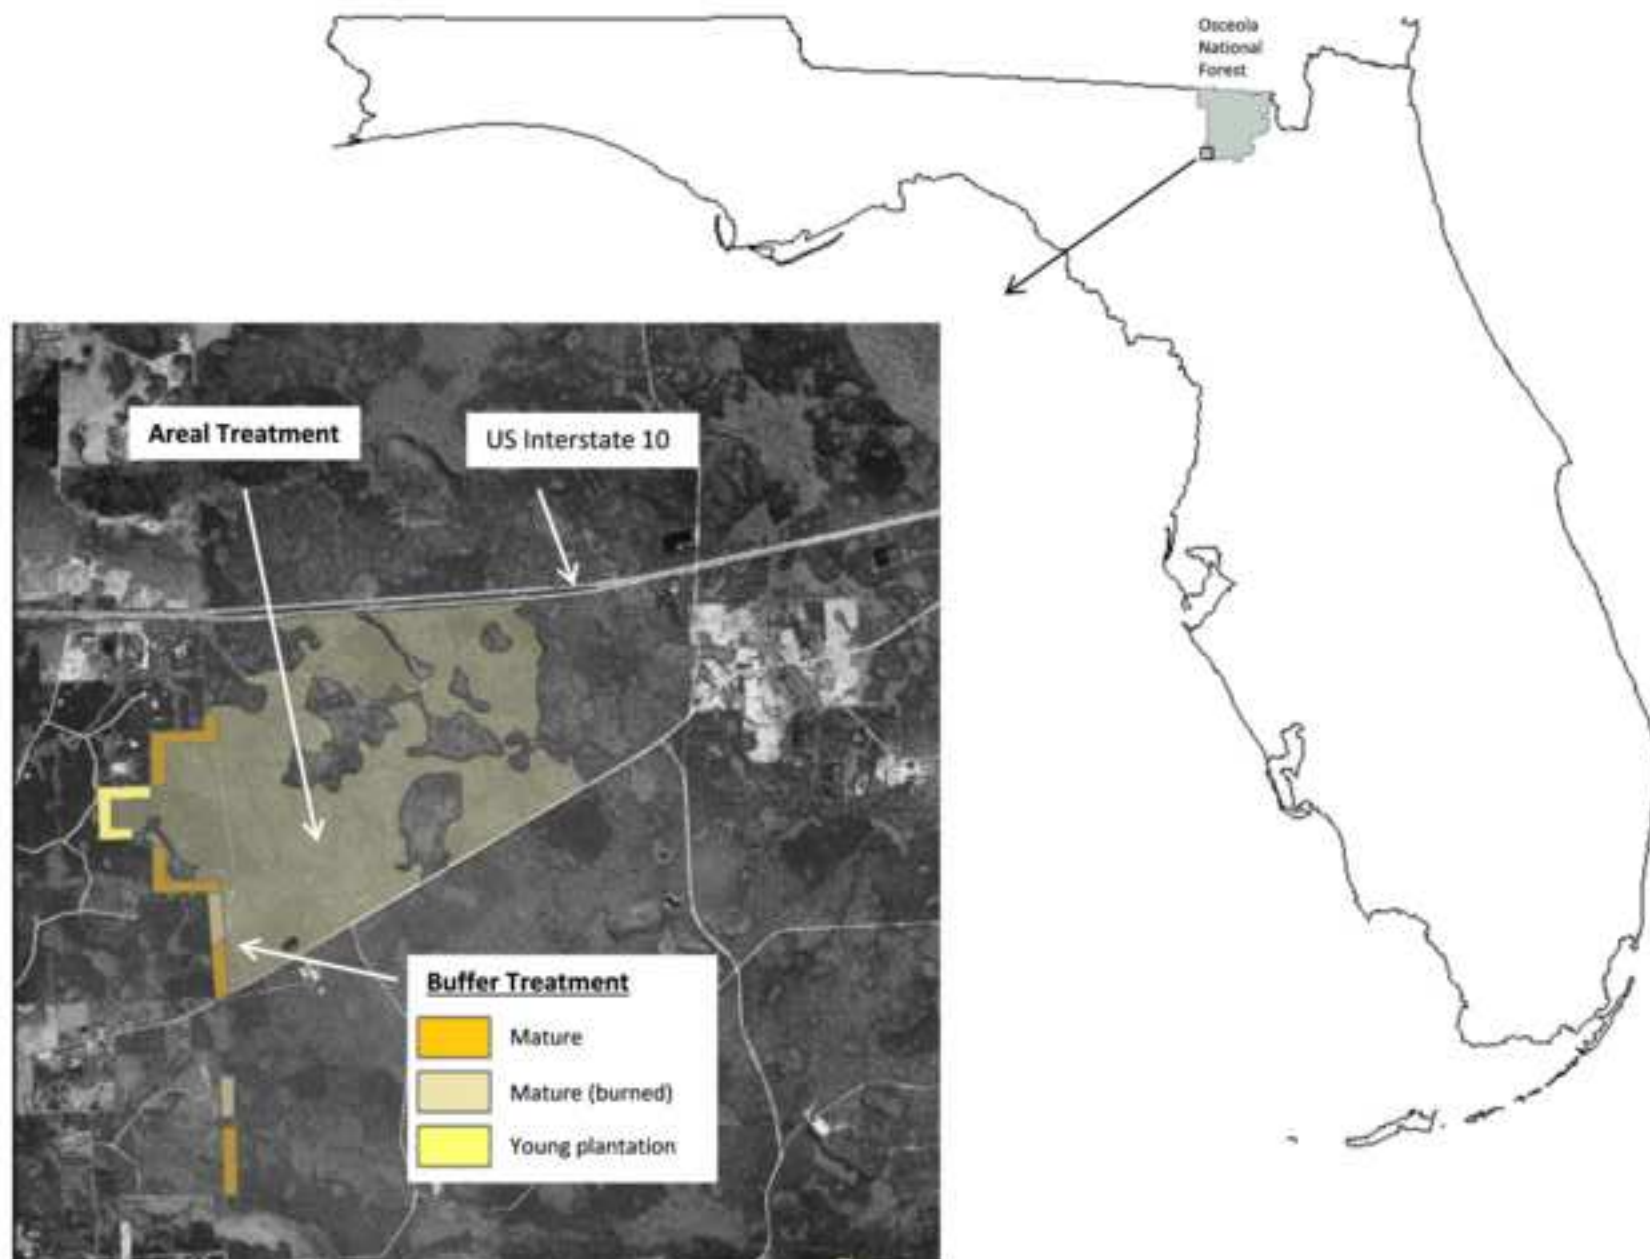 Osceola
National
Forest
Areal Treatment
US Interstate 10
Buffer Treatment
Mature
Mature (burned)
Young plantation